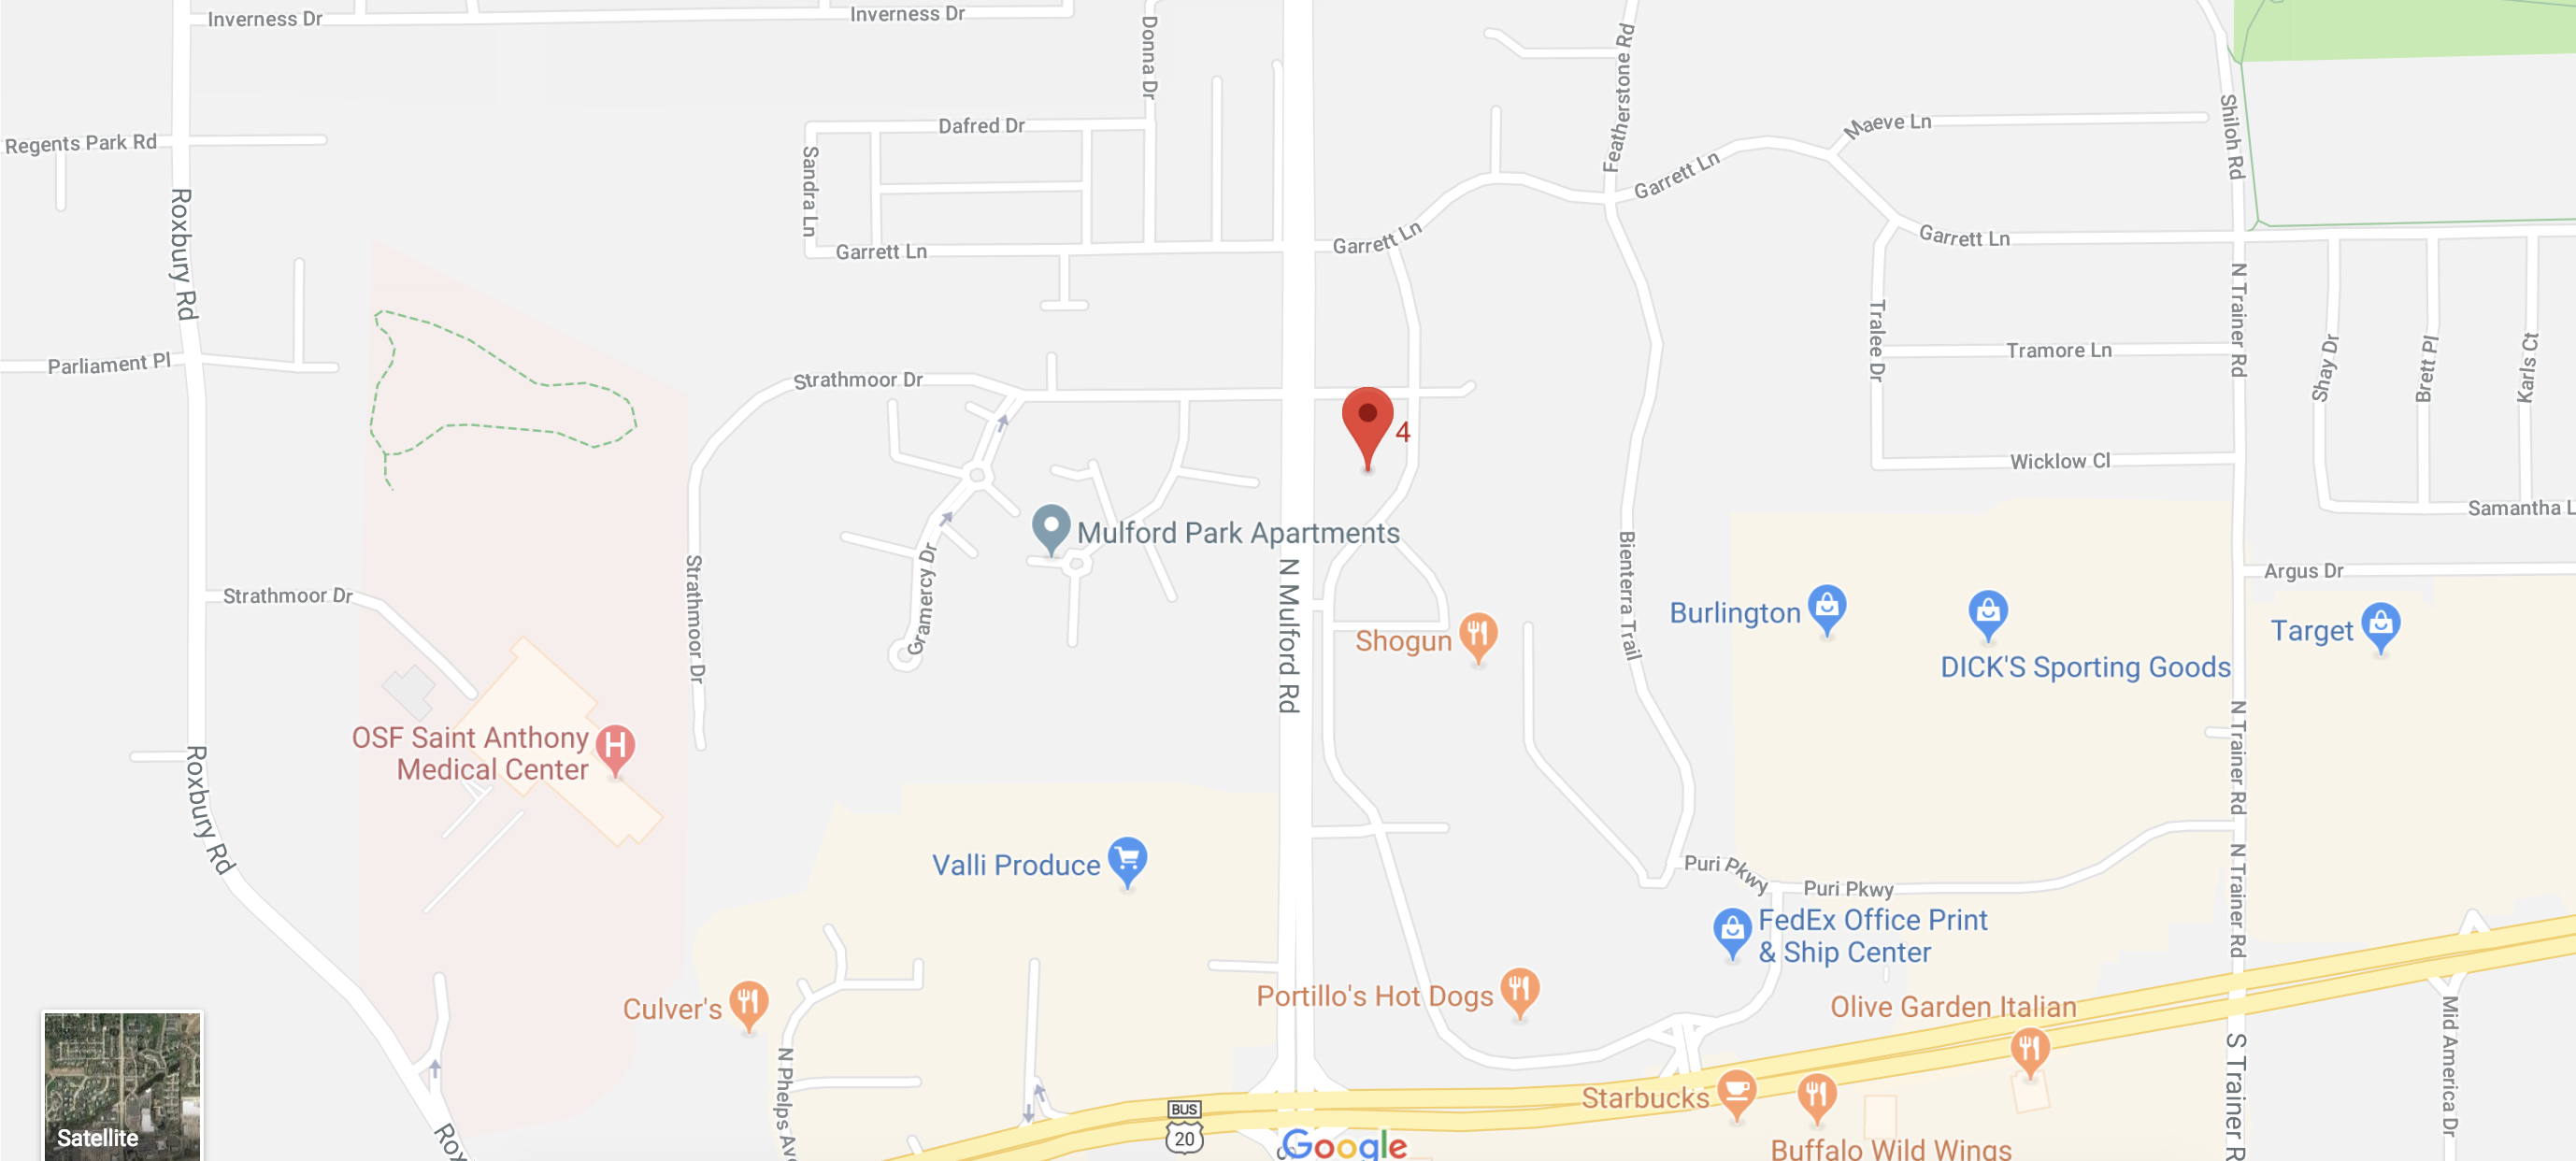 Inverness Dr
Inverness Dr
Donna Dr
Featherstone Rd
Shiloh Rd
Regents Park Rd
Dafred Dr
Maeve Ln
Sandra Ln
Garrett Ln
Roxbury Rd
Garrett Ln
Garrett Ln
Garrett Ln
N Trainer Rd
Parliament Pl
Strathmoor Dr
Tralee Dr
Tramore Ln
Shay Dr
Brett Pl
Karls Ct
4
Wicklow Cl
Samantha L
Mulford Park Apartments
N Mulford Rd
Bienterra Trail
Argus Dr
Strathmoor Dr
Strathmoor Dr
Gramercy Dr
Shogun
Burlington
DICK'S Sporting Goods
Target
OSF Saint Anthony
Medical Center
N Trainer Rd
Roxbury Rd
Valli Produce
Puri Pkwy
Puri Pkwy
N Trainer Rd
FedEx Office Print
& Ship Center
Culver's
Portillo's Hot Dogs
Olive Garden Italian
N Phelps Av
Mid America Dr
S Trainer R
Starbucks
BUS
20
Satellite
Rox
Google
Buffalo Wild Wings